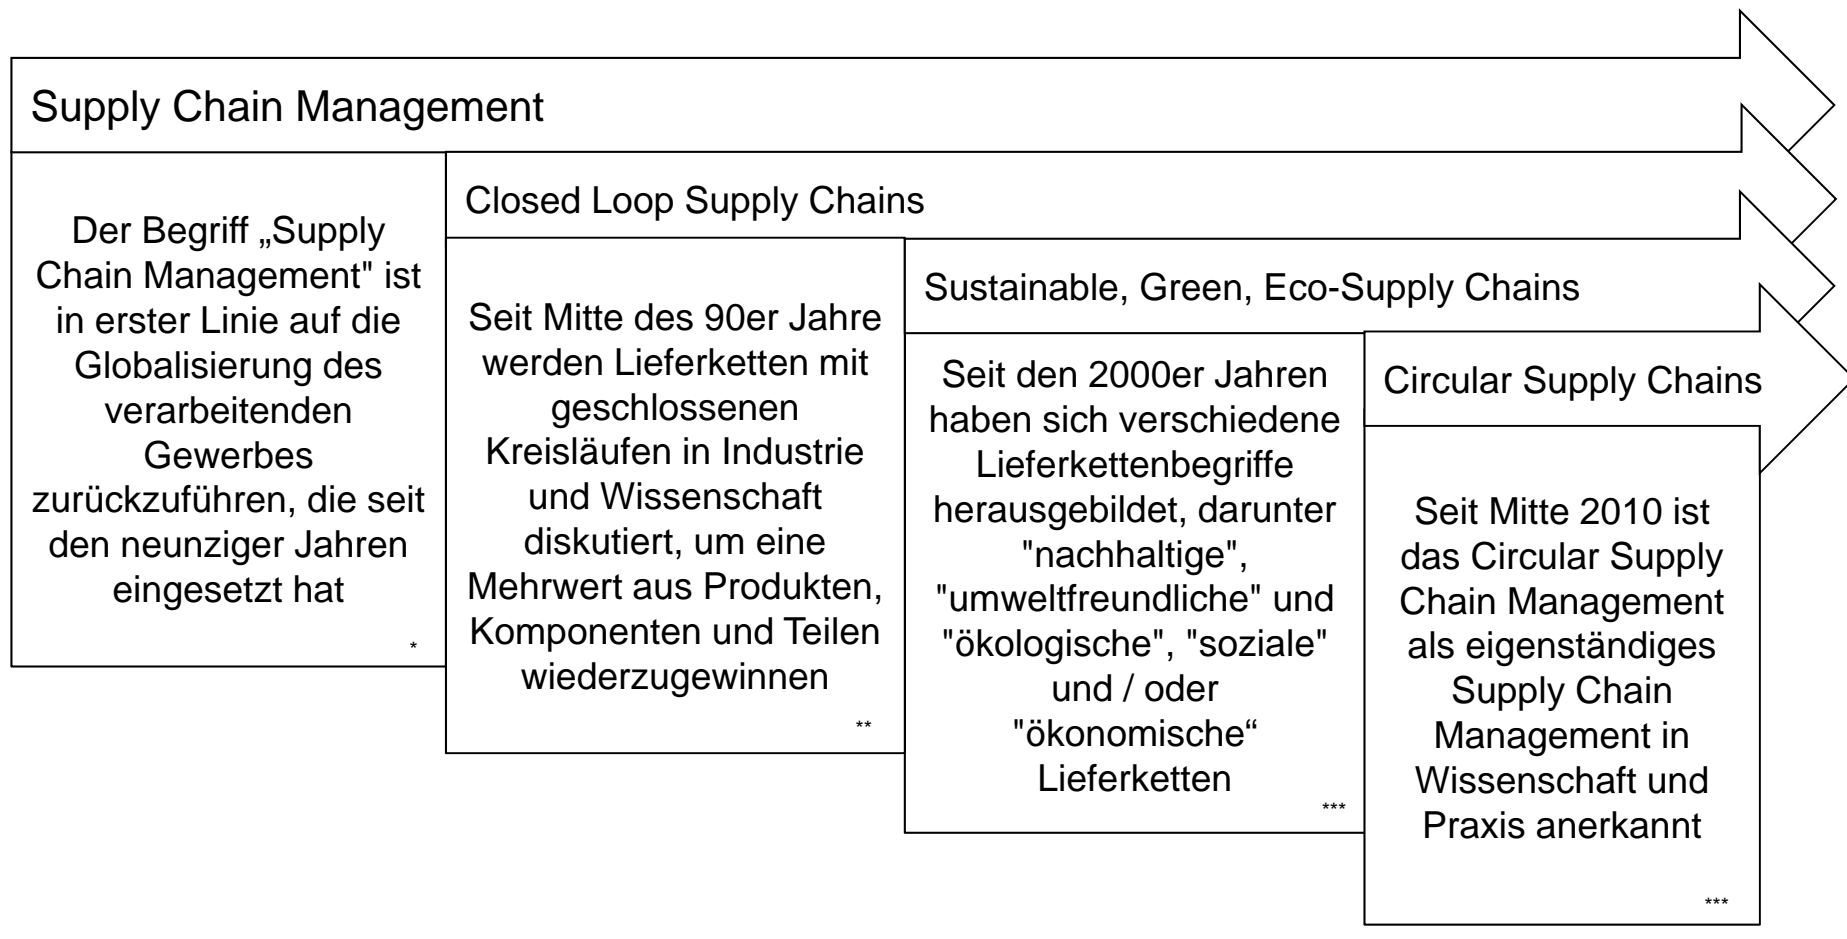 Supply Chain Management
Der Begriff „Supply
Chain Management" ist
in erster Linie auf die
Globalisierung des
verarbeitenden
Gewerbes
zurückzuführen, die seit
den neunziger Jahren
eingesetzt hat
*
Closed Loop Supply Chains
Seit Mitte des 90er Jahre
werden Lieferketten mit
geschlossenen
Kreisläufen in Industrie
und Wissenschaft
diskutiert, um eine
Mehrwert aus Produkten,
Komponenten und Teilen
wiederzugewinnen
**
Sustainable, Green, Eco-Supply Chains
Seit den 2000er Jahren
haben sich verschiedene
Lieferkettenbegriffe
herausgebildet, darunter
"nachhaltige",
"umweltfreundliche" und
"ökologische", "soziale"
und / oder
"ökonomische“
Lieferketten
***
Circular Supply Chains
Seit Mitte 2010 ist
das Circular Supply
Chain Management
als eigenständiges
Supply Chain
Management in
Wissenschaft und
Praxis anerkannt
***